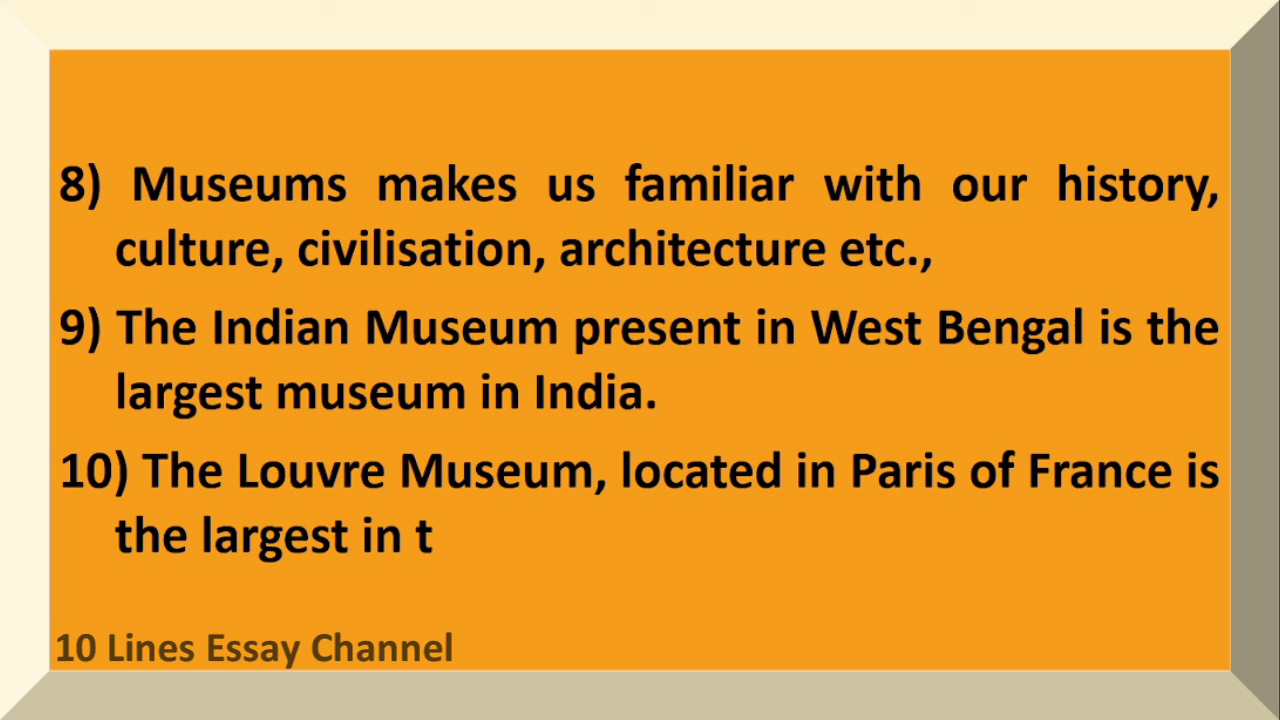 8) Museums makes us familiar with our history,
culture, civilisation, architecture etc.,
9) The Indian Museum present in West Bengal is the
largest museum in India.
10) The Louvre Museum, located in Paris of France is
the largest in t
10 Lines Essay Channel